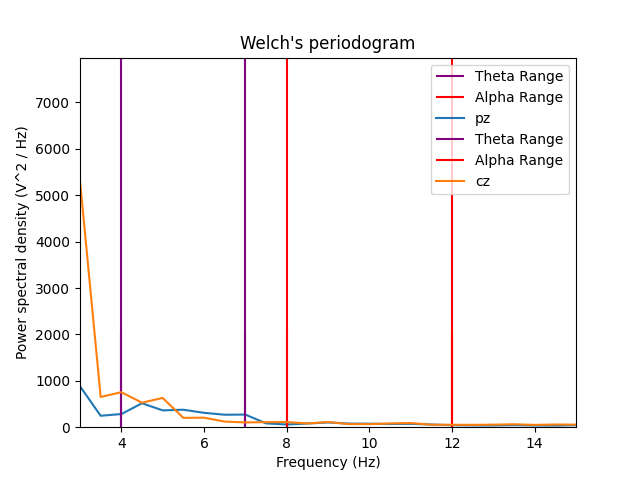 Welch's periodogram
Theta Range
Alpha Range
pz
Theta Range
Alpha Range
cz
Power spectral density (V^2 / Hz)
7000
6000
5000
4000
3000
2000
1000
0
4 6 8 10 12 14
Frequency (Hz)